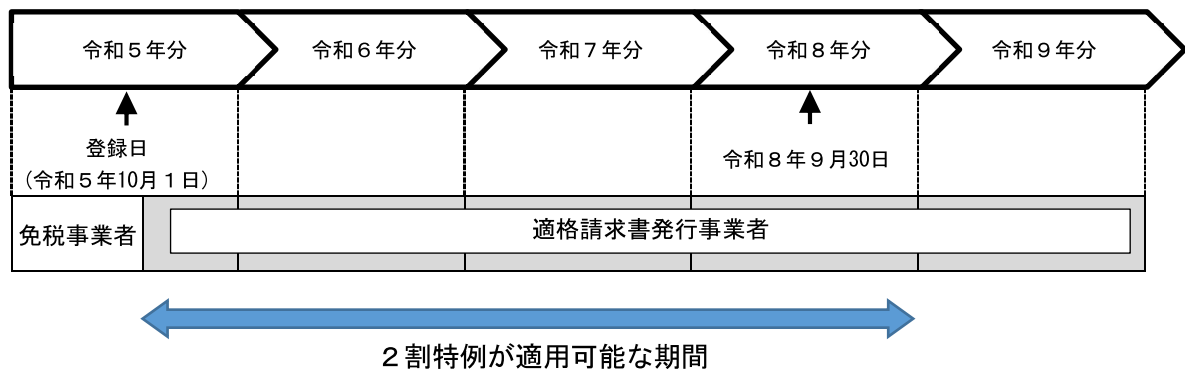 令和５年分
令和６年分
令和７年分
令和８年分
令和９年分
登録日
（令和５年10月１日）
令和８年９月30日
免税事業者
適格請求書発行事業者
２割特例が適用可能な期間